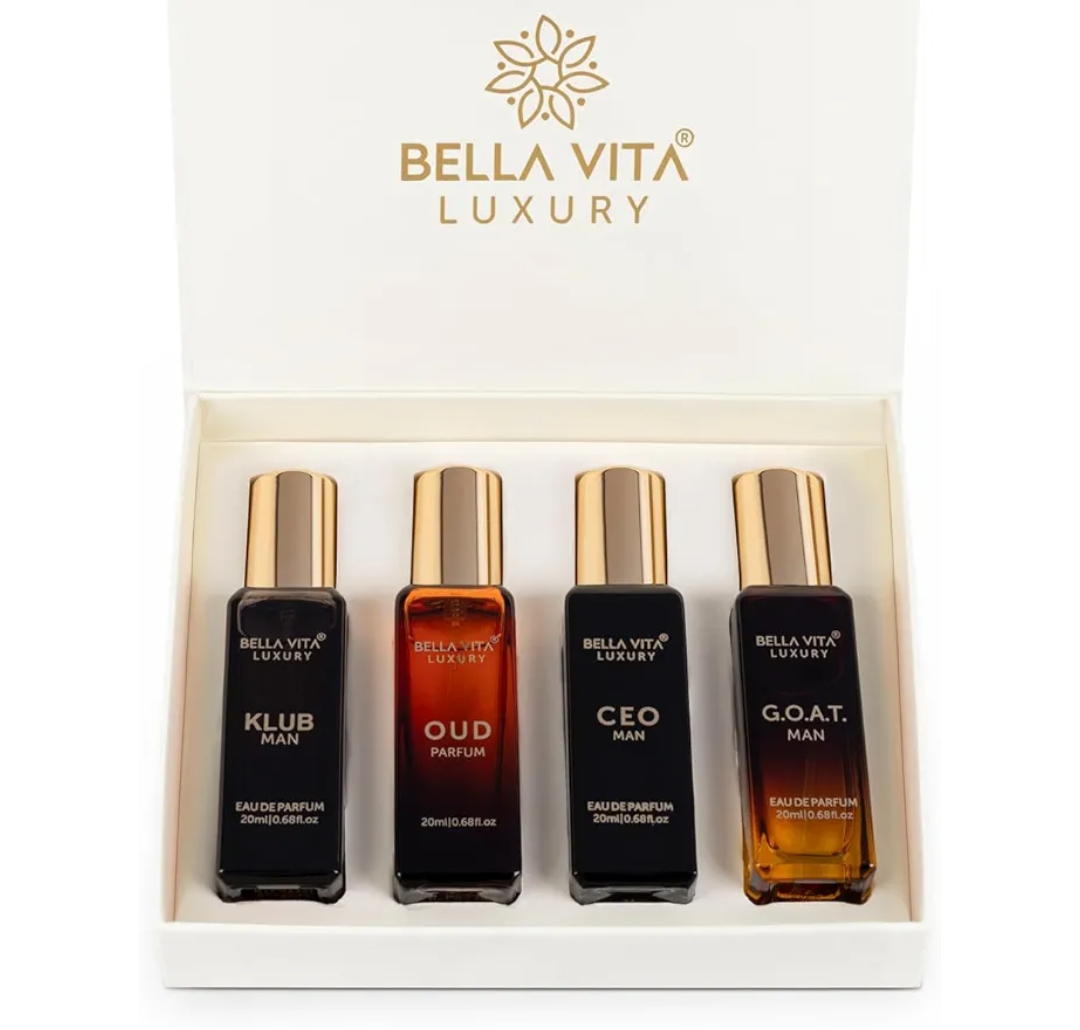 BELLA VITA®
LUXURY
BELLA VITA®
LUXURY
KLUB
MAN
EAU DE PARFUM
20ml|0.68fl.oz
BELLA VITA®
LUXURY
OUD
PARFUM
20ml|0.68fl.oz
BELLA VITA®
LUXURY
CEO
MAN
EAU DE PARFUM
20ml|0.68fl.oz
BELLA VITA®
LUXURY
G.O.A.T.
MAN
EAU DE PARFUM
20ml|0.68fl.oz